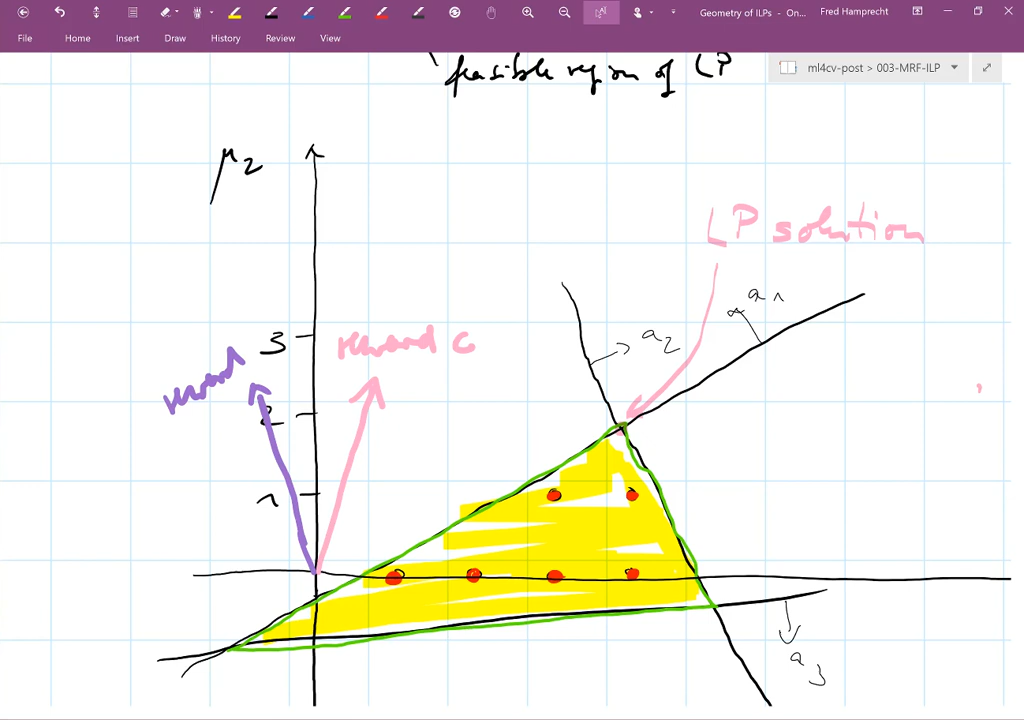 Geometry of ILPs - On... Fred Hamprecht
File Home Insert Draw History Review View
feasible region of LP
ml4cv-post > 003-MRF-ILP
μ2
LP solution
a1
3 reward c a2
reward
2
1
a3